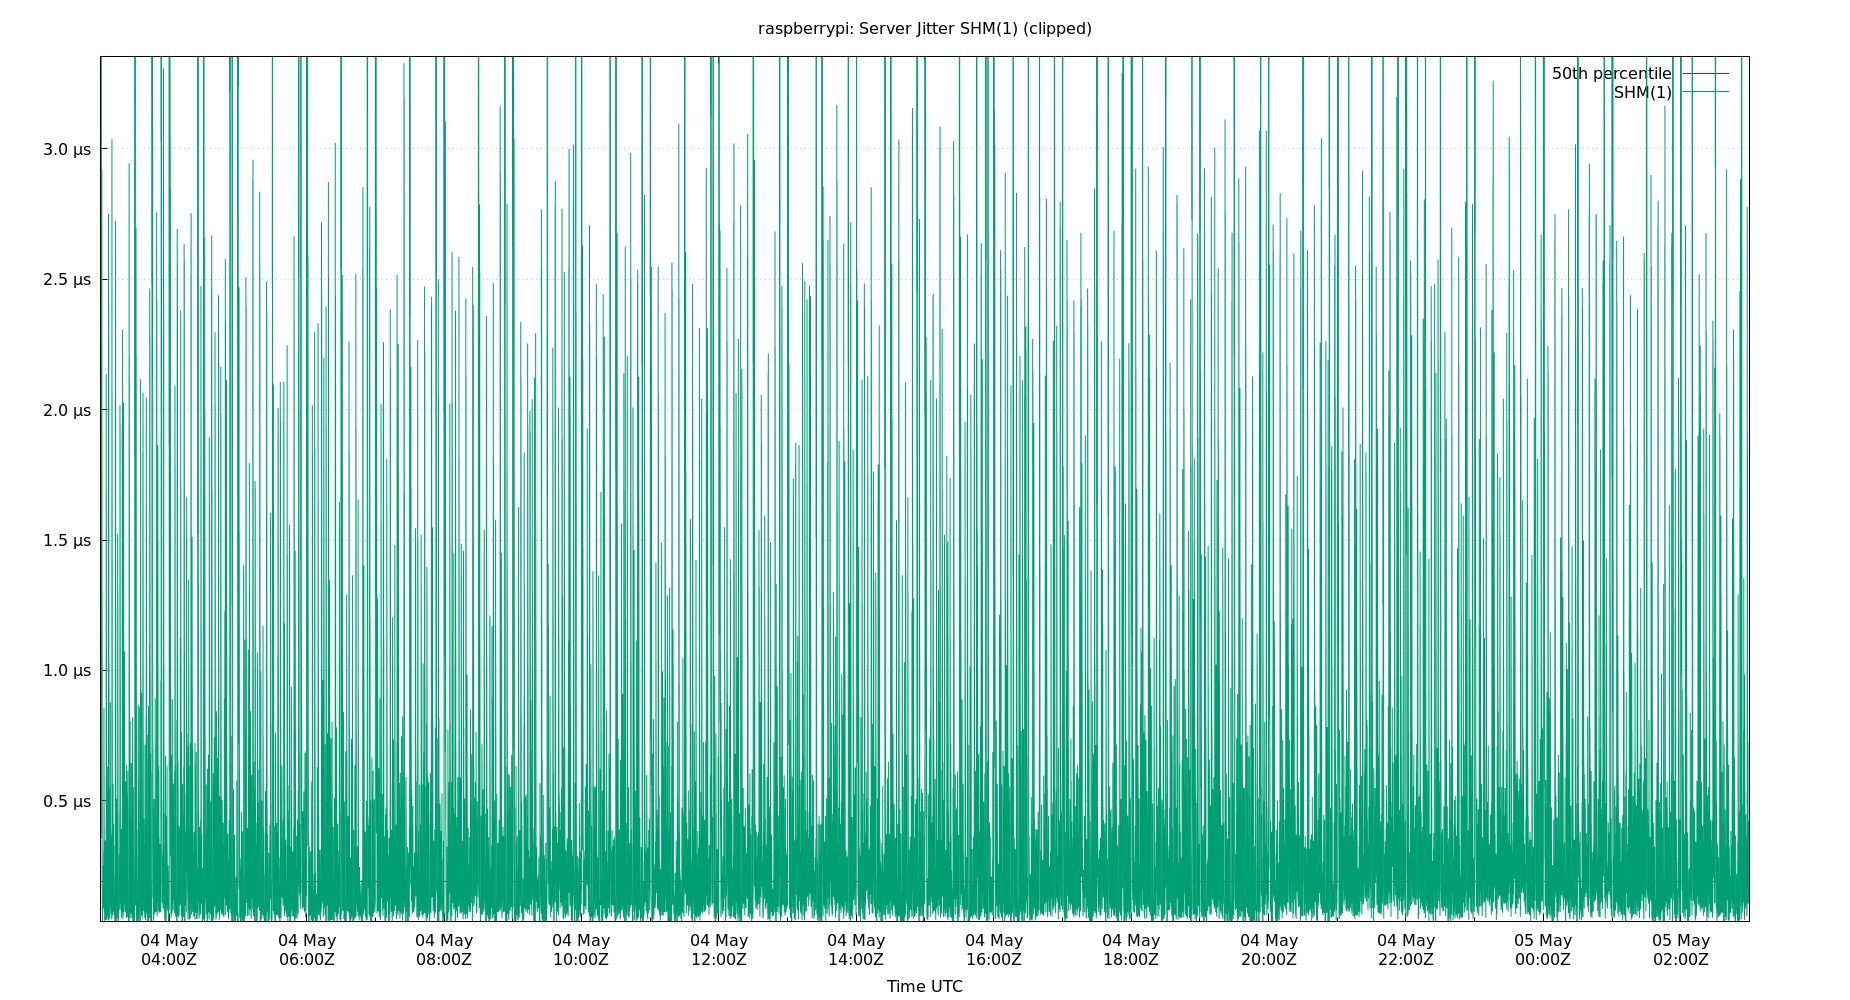 raspberrypi: Server Jitter SHM(1) (clipped)
50th percentile
SHM(1)
3.0 µs
2.5 µs
2.0 µs
1.5 µs
1.0 µs
0.5 µs
04 May 04 May 04 May 04 May 04 May 04 May 04 May 04 May 04 May 04 May 05 May 05 May
04:00Z 06:00Z 08:00Z 10:00Z 12:00Z 14:00Z 16:00Z 18:00Z 20:00Z 22:00Z 00:00Z 02:00Z
Time UTC